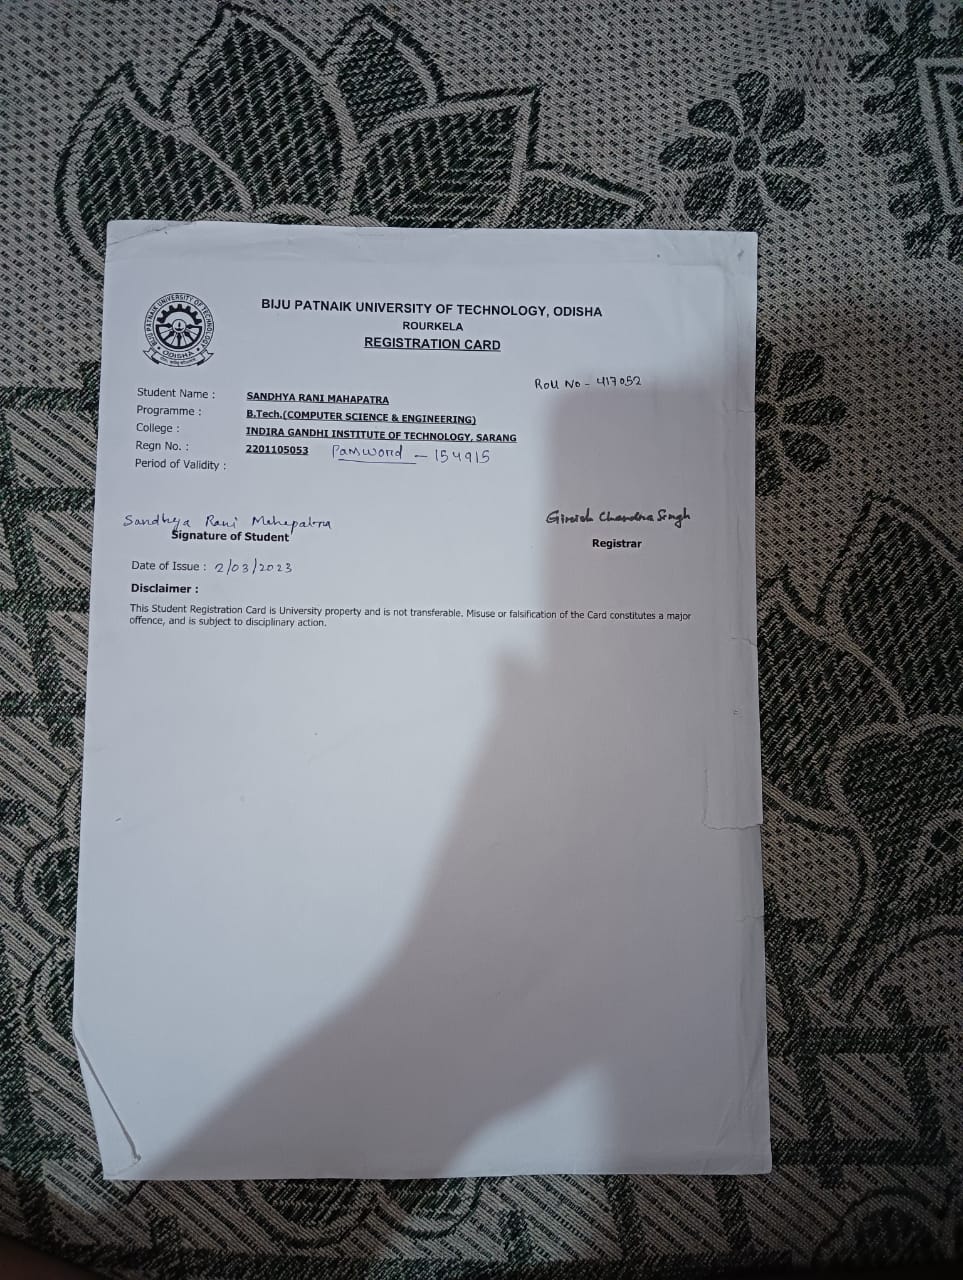 BIJU PATNAIK UNIVERSITY OF TECHNOLOGY
ODISHA
BIJU PATNAIK UNIVERSITY OF TECHNOLOGY, ODISHA
ROURKELA
REGISTRATION CARD
Roll No - 417052
Student Name : SANDHYA RANI MAHAPATRA
Programme : B.Tech.(COMPUTER SCIENCE & ENGINEERING)
College : INDIRA GANDHI INSTITUTE OF TECHNOLOGY, SARANG
Regn No. : 2201105053 Password - 154915
Period of Validity :
Sandhya Rani Mahapatra
Signature of Student
Girish Chandra Singh
Registrar
Date of Issue : 2/03/2023
Disclaimer :
This Student Registration Card is University property and is not transferable. Misuse or falsification of the Card constitutes a major
offence, and is subject to disciplinary action.